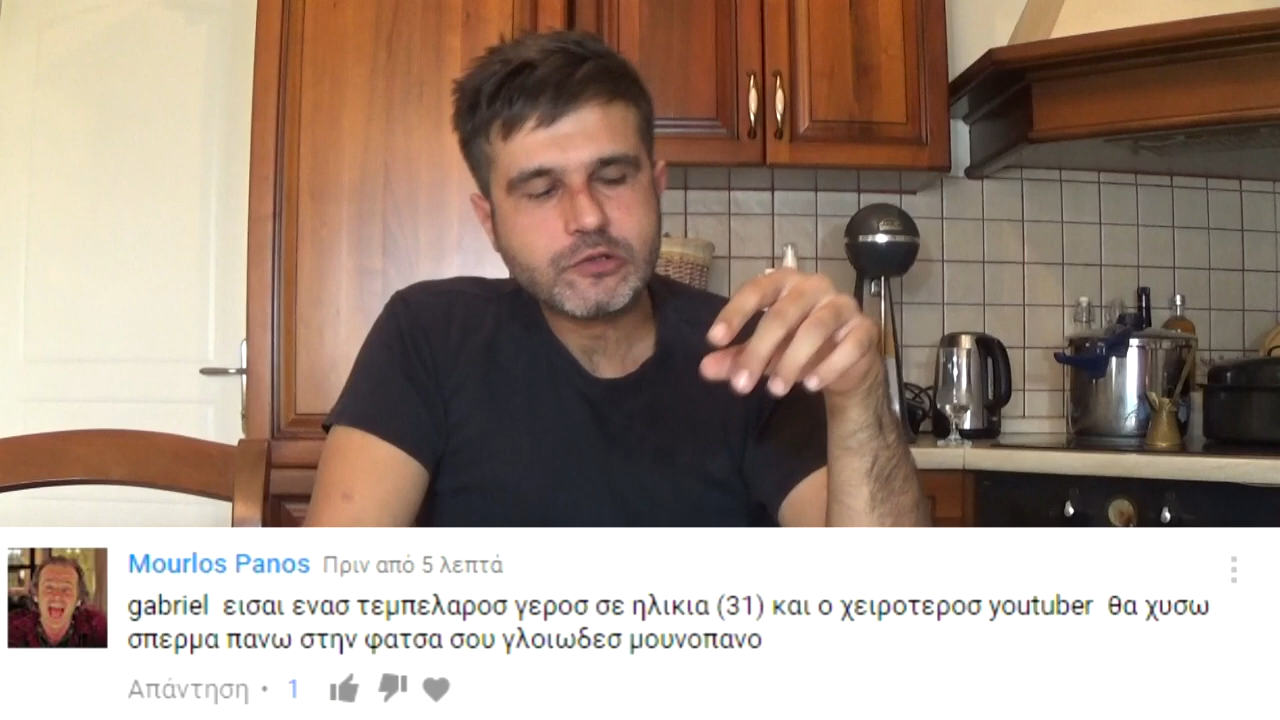 Mourlos Panos Πριν από 5 λεπτά
gabriel εισαι ενασ τεμπελαροσ γεροσ σε ηλικια (31) και ο χειροτεροσ youtuber θα χυσω
σπερμα πανω στην φατσα σου γλοιωδεσ μουνοπανο
Απάντηση • 1